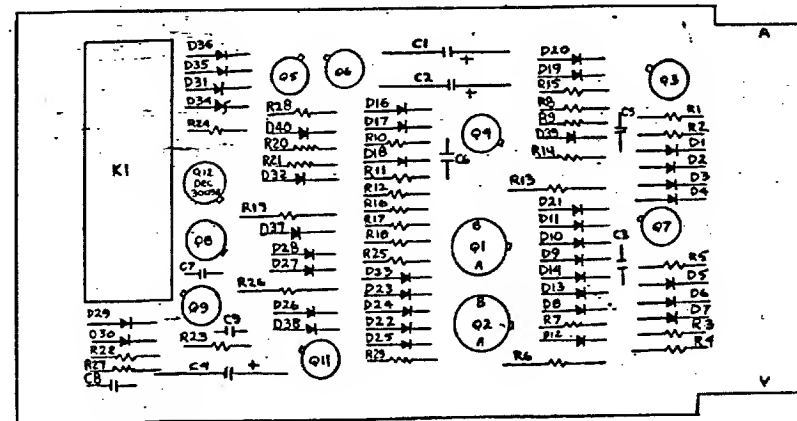 A
K1
D36
D35
D31
D34
R24
Q12
DEC
Q8
C7
Q9
C9
R23
C4
+
D29
D30
R22
R27
C8
Q5
Q6
R28
D40
R20
R21
D32
R19
D37
D28
D27
R26
D26
D38
Q11
C1
+
C2
+
D16
D17
R10
D18
R11
R12
R16
R17
R18
R25
D33
D23
D24
D22
D25
R29
C6
Q4
B
Q1
A
B
Q2
A
D20
D19
R15
R8
R9
D39
R14
R13
D21
D11
D10
D9
D14
D13
D8
R7
D12
R6
C5
C3
Q3
R1
R2
D1
D2
D3
D4
Q7
R5
D5
D6
D7
R3
R4
V